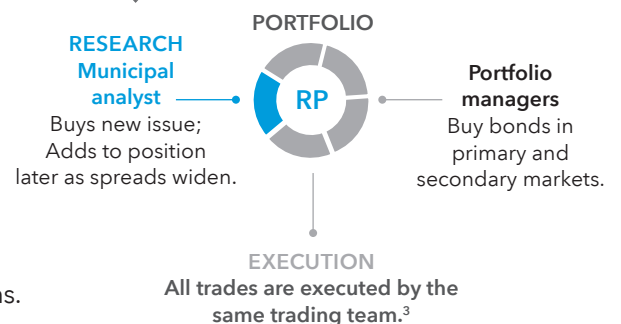 PORTFOLIO
RESEARCH
Municipal
analyst
Buys new issue;
Adds to position
later as spreads widen.
RP
Portfolio
managers
Buy bonds in
primary and
secondary markets.
EXECUTION
All trades are executed by the
same trading team.³